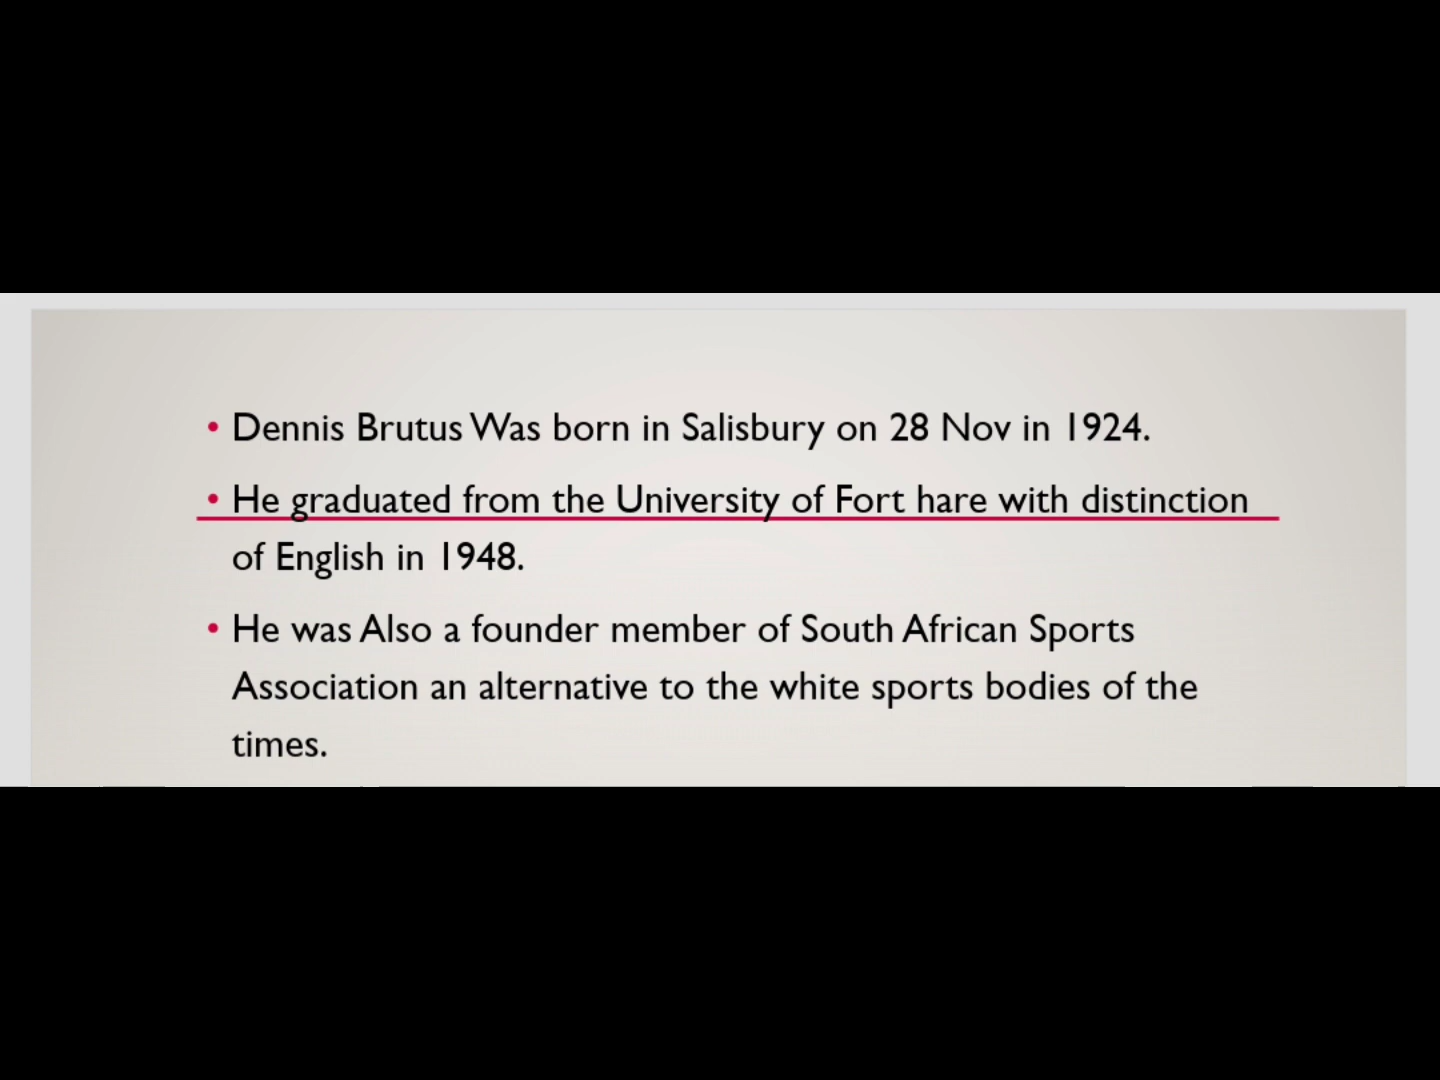 • Dennis Brutus Was born in Salisbury on 28 Nov in 1924.
• He graduated from the University of Fort hare with distinction
of English in 1948.
• He was Also a founder member of South African Sports
Association an alternative to the white sports bodies of the
times.